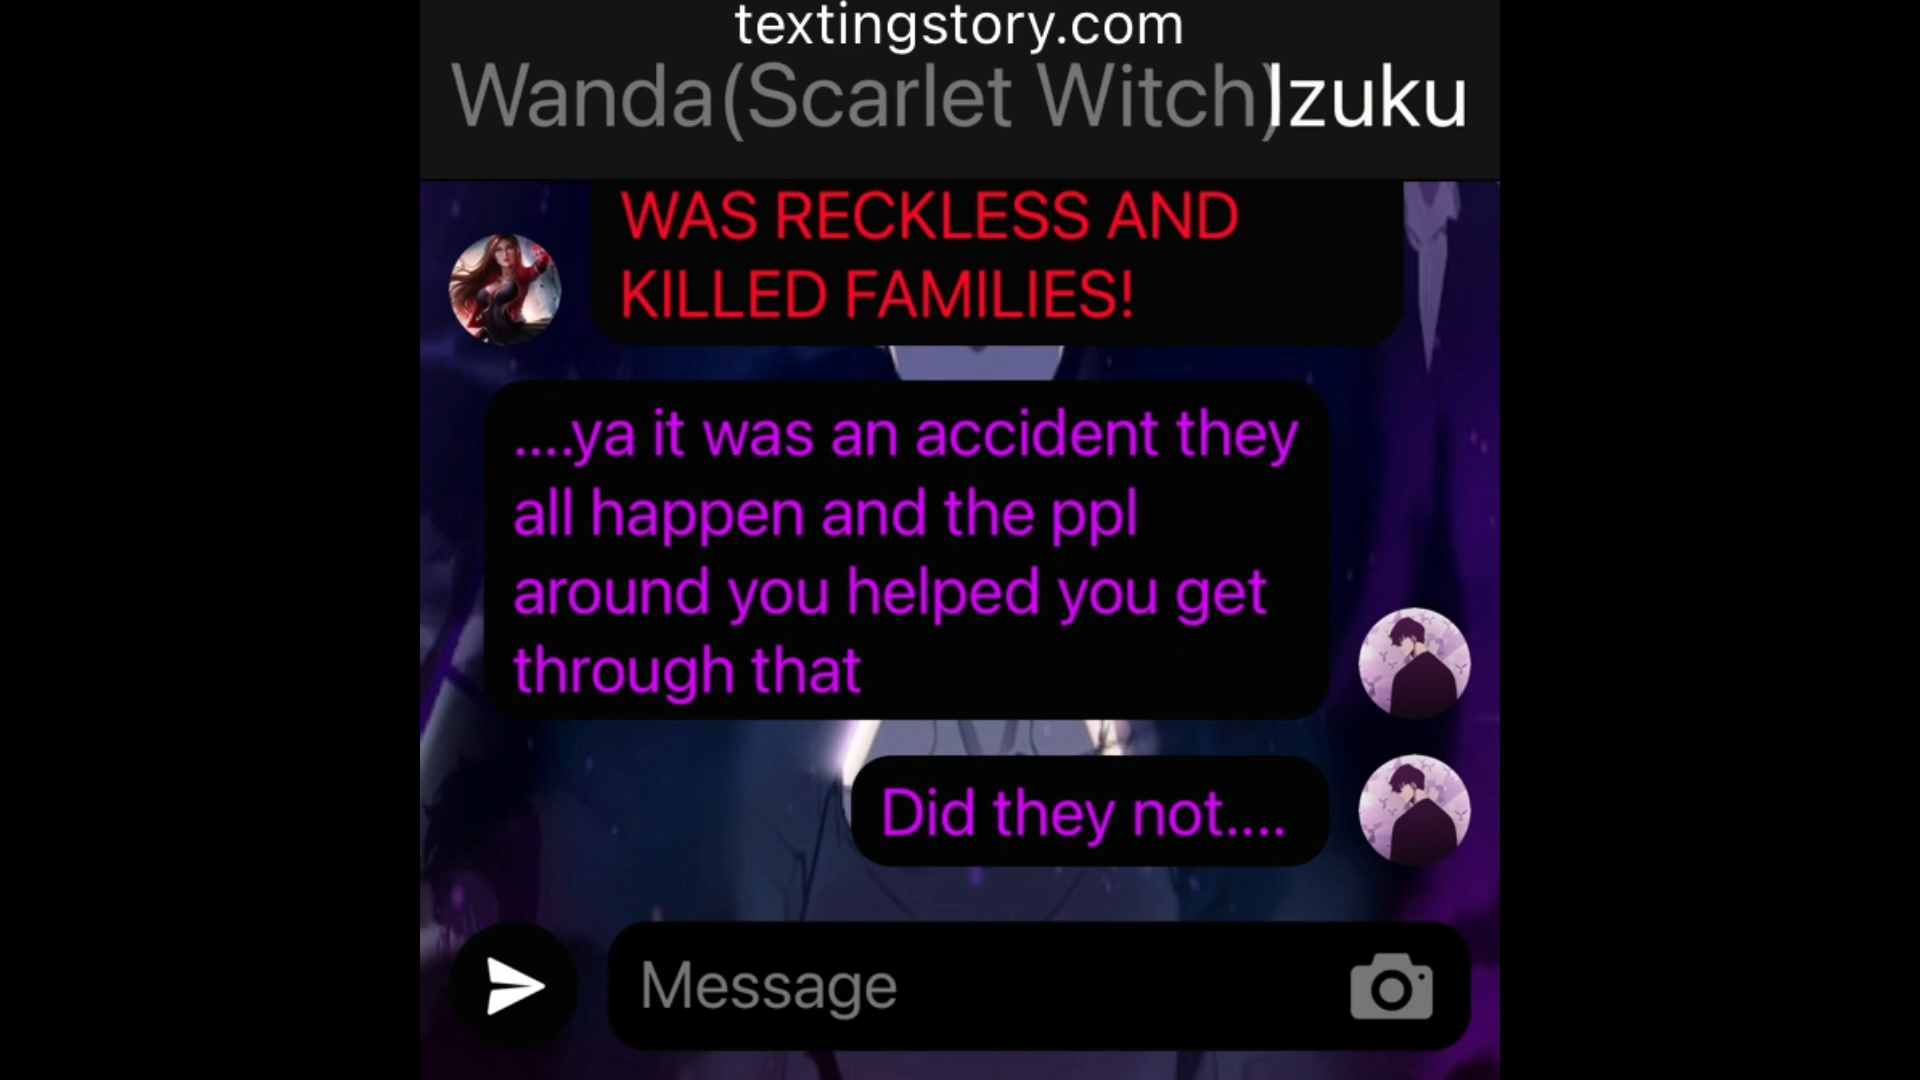 textingstory.com
Wanda(Scarlet Witch)Izuku
WAS RECKLESS AND
KILLED FAMILIES!
....ya it was an accident they
all happen and the ppl
around you helped you get
through that
Did they not....
Message